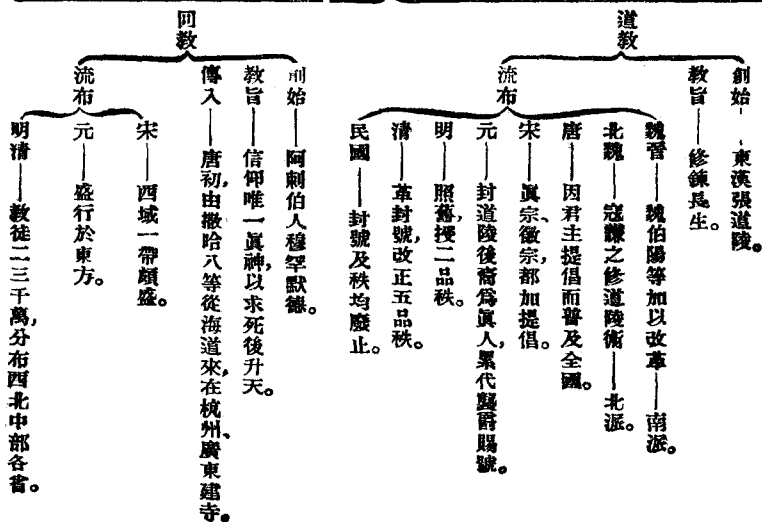 道教
創始——東漢張道陵。
教旨——修鍊長生。
流布
魏晋——魏伯陽等加以改革——南派。
北魏——寇謙之修道陵術——北派。
唐——因君主提倡而普及全國。
宋——眞宗、徽宗,都加提倡。
元——封道陵後裔爲眞人,累代襲爵賜號。
明——照舊,授二品秩。
清——革封號,改正五品秩。
民國——封號及秩均廢止。
回教
創始——阿剌伯人穆罕默德。
教旨——信仰唯一眞神,以求死後升天。
傳入——唐初,由撒哈八等從海道來,在杭州、廣東建寺。
流布
宋——西域一帶頗盛。
元——盛行於東方。
明清——教徒二三千萬,分布西北中部各省。